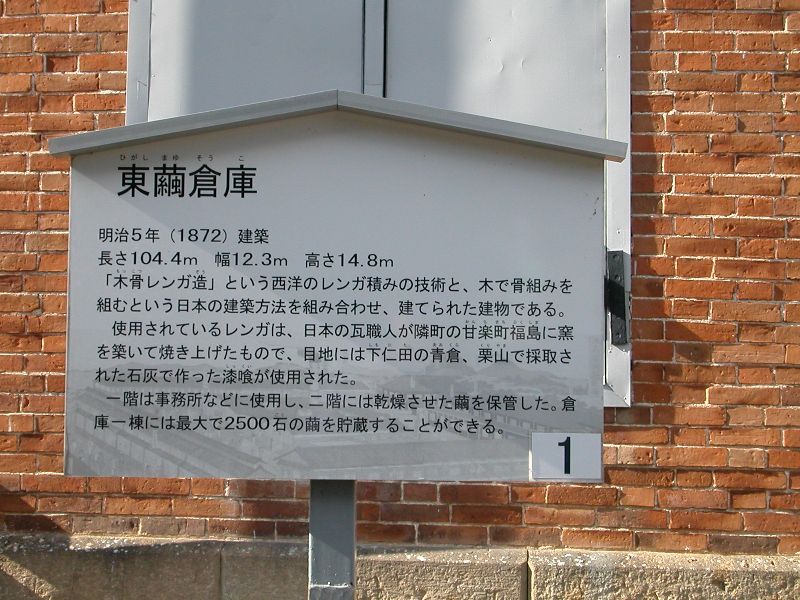 ひがし まゆ そう こ
東繭倉庫
明治5年（1872）建築
長さ104.4m　幅12.3m　高さ14.8m
「木骨レンガ造」という西洋のレンガ積みの技術と、木で骨組みを
組むという日本の建築方法を組み合わせ、建てられた建物である。
使用されているレンガは、日本の瓦職人が隣町の甘楽町福島に窯
を築いて焼き上げたもので、目地には下仁田の青倉、栗山で採取さ
れた石灰で作った漆喰が使用された。
一階は事務所などに使用し、二階には乾燥させた繭を保管した。倉
庫一棟には最大で2500石の繭を貯蔵することができる。
1